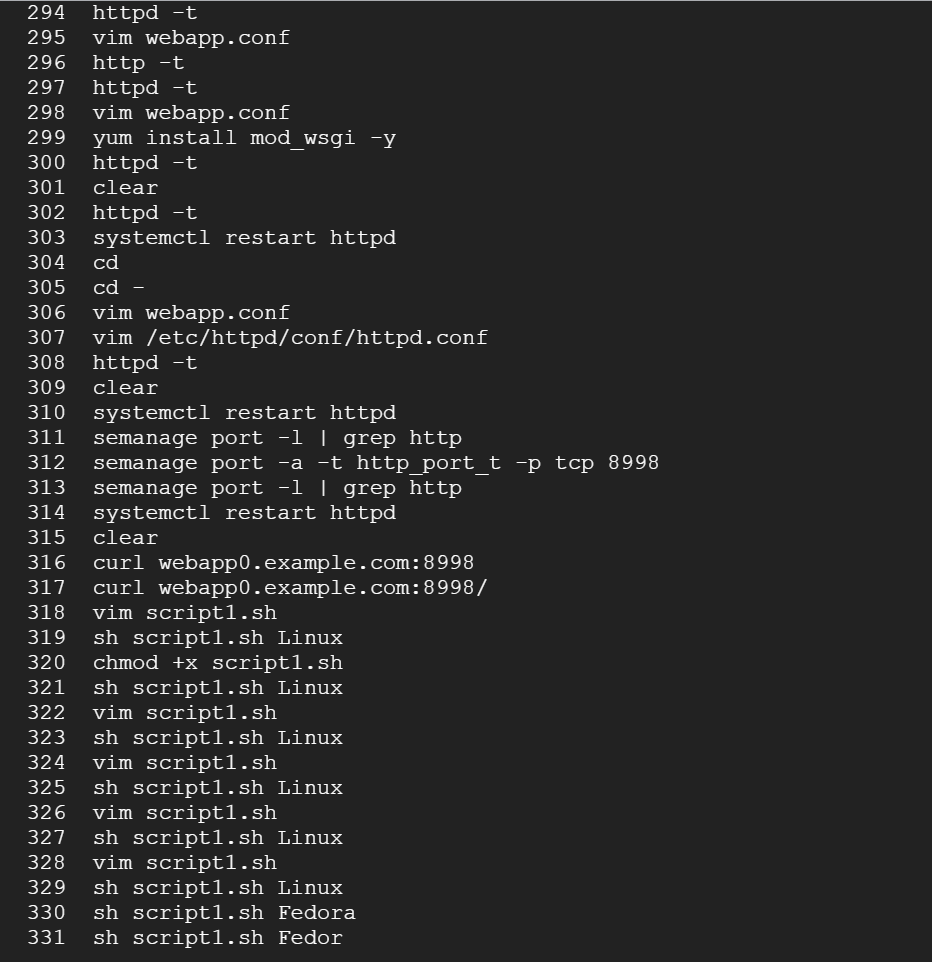 294 httpd -t
295 vim webapp.conf
296 http -t
297 httpd -t
298 vim webapp.conf
299 yum install mod_wsgi -y
300 httpd -t
301 clear
302 httpd -t
303 systemctl restart httpd
304 cd
305 cd -
306 vim webapp.conf
307 vim /etc/httpd/conf/httpd.conf
308 httpd -t
309 clear
310 systemctl restart httpd
311 semanage port -l | grep http
312 semanage port -a -t http_port_t -p tcp 8998
313 semanage port -l | grep http
314 systemctl restart httpd
315 clear
316 curl webapp0.example.com:8998
317 curl webapp0.example.com:8998/
318 vim script1.sh
319 sh script1.sh Linux
320 chmod +x script1.sh
321 sh script1.sh Linux
322 vim script1.sh
323 sh script1.sh Linux
324 vim script1.sh
325 sh script1.sh Linux
326 vim script1.sh
327 sh script1.sh Linux
328 vim script1.sh
329 sh script1.sh Linux
330 sh script1.sh Fedora
331 sh script1.sh Fedor